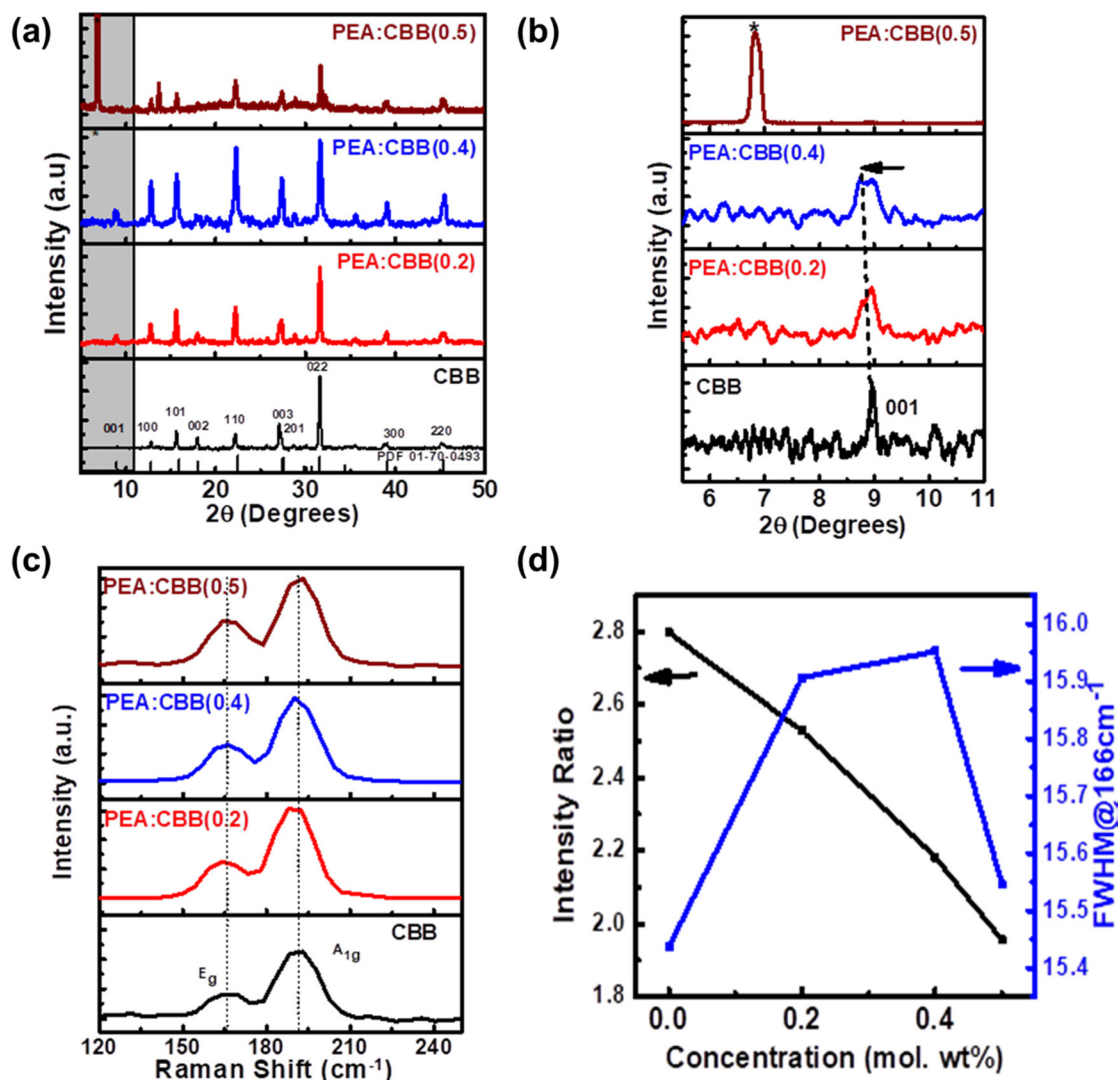 (a)
PEA:CBB(0.5)
*
PEA:CBB(0.4)
PEA:CBB(0.2)
CBB
022
001
100
101
002
110
003
201
300
220
PDF 01-70-0493
Intensity (a.u)
10 20 30 40 50
2θ (Degrees)
(b)
*
PEA:CBB(0.5)
PEA:CBB(0.4)
PEA:CBB(0.2)
CBB
001
Intensity (a.u)
6 7 8 9 10 11
2θ (Degrees)
(c)
PEA:CBB(0.5)
PEA:CBB(0.4)
PEA:CBB(0.2)
CBB
Eg
A1g
Intensity (a.u.)
120 150 180 210 240
Raman Shift (cm-1)
(d)
2.8
2.6
2.4
2.2
2.0
1.8
Intensity Ratio
16.0
15.9
15.8
15.7
15.6
15.5
15.4
FWHM@166cm-1
0.0 0.2 0.4
Concentration (mol. wt%)